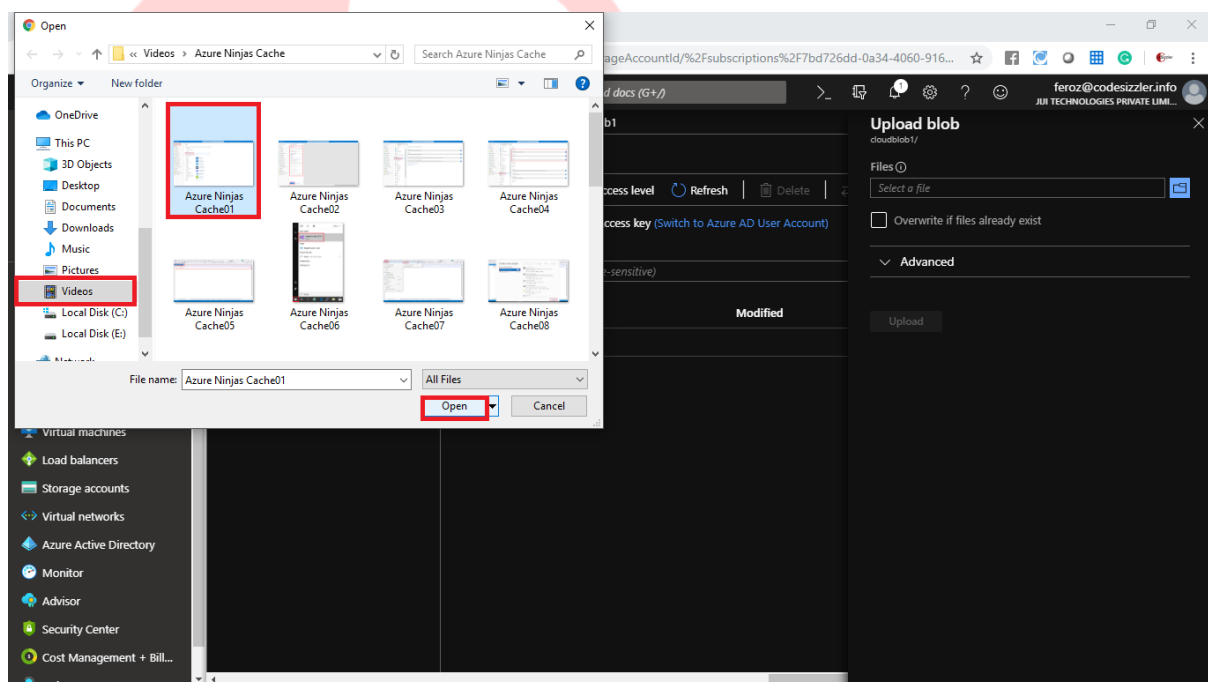 Open
« Videos › Azure Ninjas Cache
Search Azure Ninjas Cache
Organize
New folder
OneDrive
This PC
3D Objects
Desktop
Documents
Downloads
Music
Pictures
Videos
Local Disk (C:)
Local Disk (E:)
Network
Azure Ninjas Cache01
Azure Ninjas Cache02
Azure Ninjas Cache03
Azure Ninjas Cache04
Azure Ninjas Cache05
Azure Ninjas Cache06
Azure Ninjas Cache07
Azure Ninjas Cache08
File name: Azure Ninjas Cache01
All Files
Open
Cancel
ageAccountId/%2Fsubscriptions%2F7bd726dd-0a34-4060-916...
d docs (G+/)
1
feroz@codesizzler.info
JIJI TECHNOLOGIES PRIVATE LIMI...
b1
ccess level
Refresh
Delete
ccess key (Switch to Azure AD User Account)
e-sensitive)
Modified
Upload blob
cloudblob1/
Files
Select a file
Overwrite if files already exist
Advanced
Upload
Virtual machines
Load balancers
Storage accounts
Virtual networks
Azure Active Directory
Monitor
Advisor
Security Center
Cost Management + Bill...